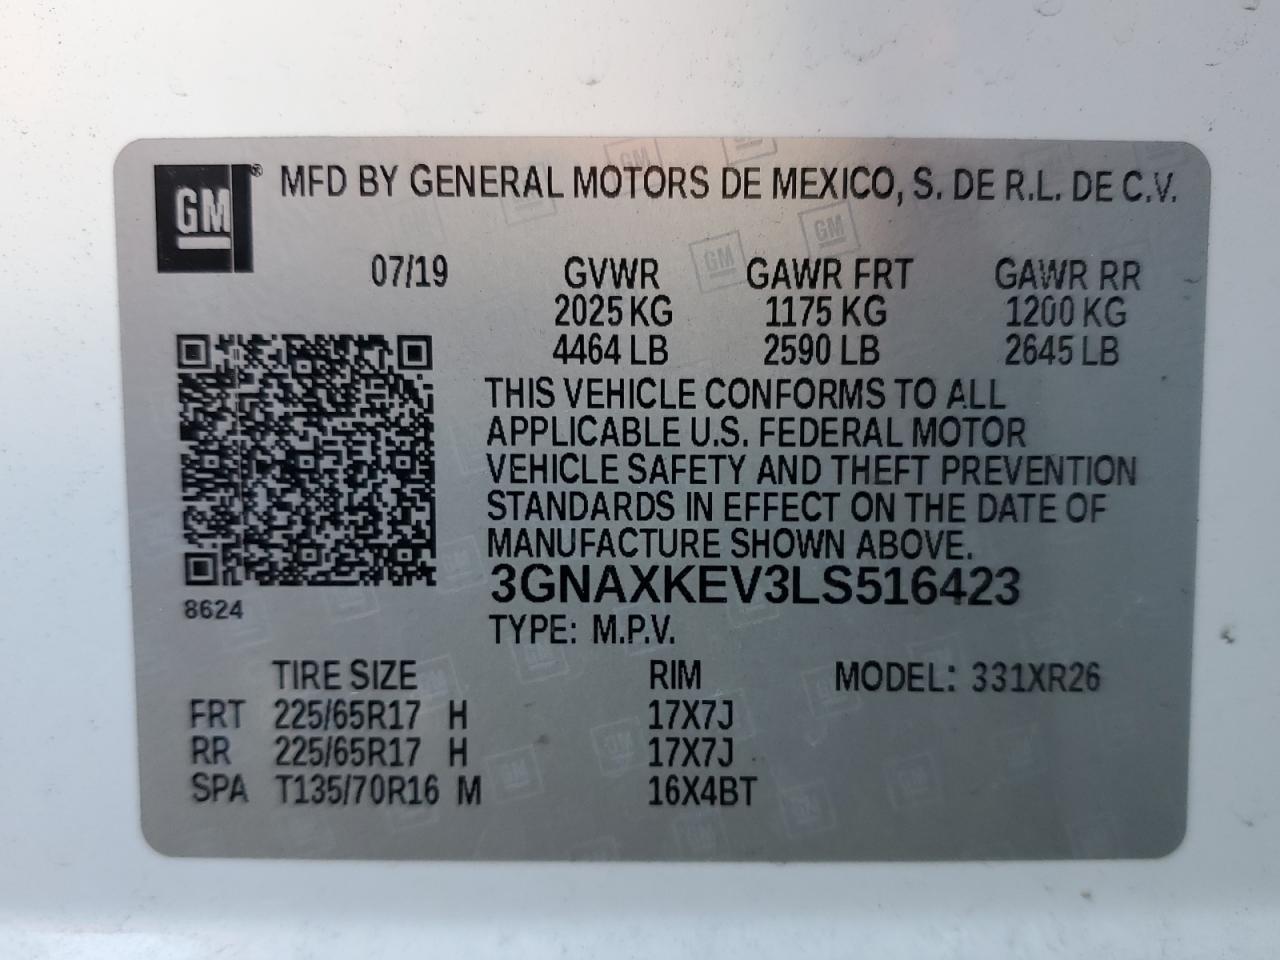 GM® MFD BY GENERAL MOTORS DE MEXICO, S. DE R.L. DE C.V.
07/19 GVWR GAWR FRT GAWR RR
2025 KG 1175 KG 1200 KG
4464 LB 2590 LB 2645 LB
THIS VEHICLE CONFORMS TO ALL
APPLICABLE U.S. FEDERAL MOTOR
VEHICLE SAFETY AND THEFT PREVENTION
STANDARDS IN EFFECT ON THE DATE OF
MANUFACTURE SHOWN ABOVE.
3GNAXKEV3LS516423
8624
TYPE: M.P.V.
TIRE SIZE RIM MODEL: 331XR26
FRT 225/65R17 H 17X7J
RR 225/65R17 H 17X7J
SPA T135/70R16 M 16X4BT